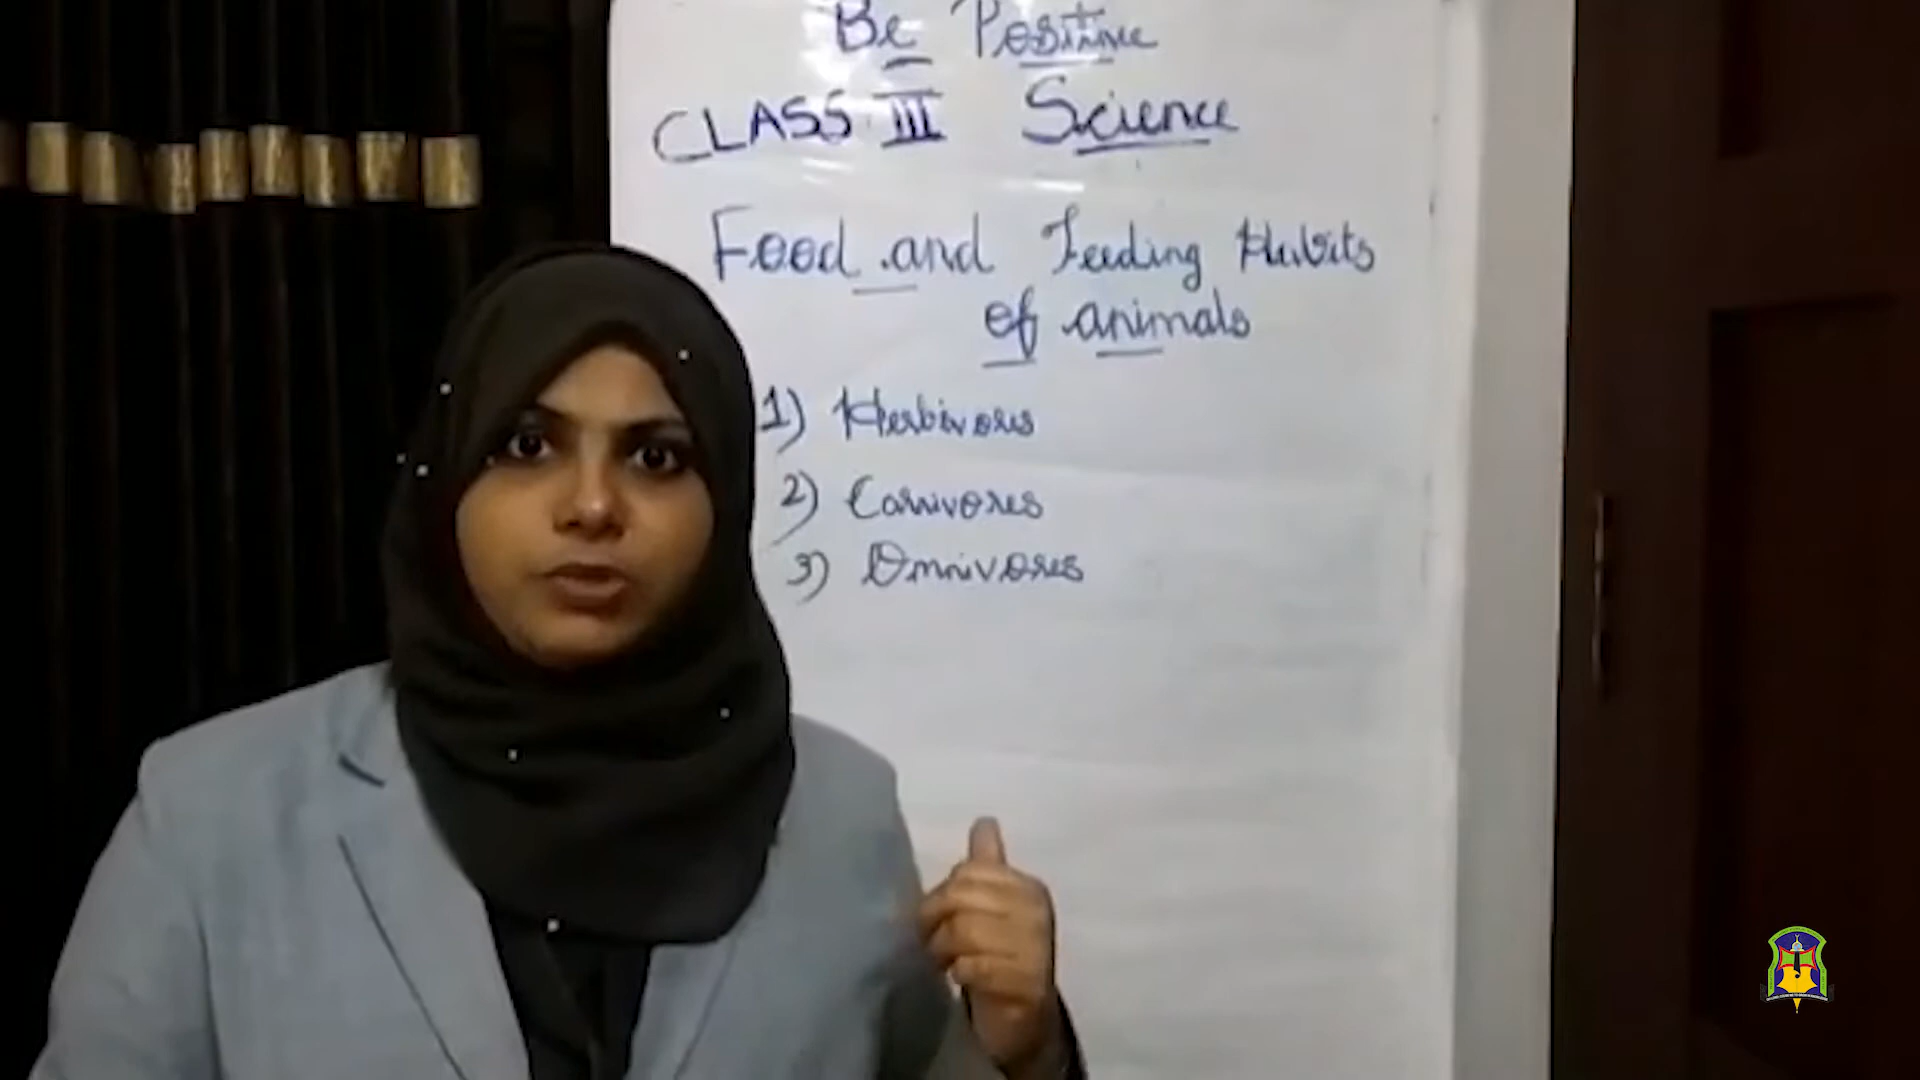 Be Positive
CLASS III Science
Food and Feeding Habits
of animals
1) Herbivores
2) Carnivores
3) Omnivores